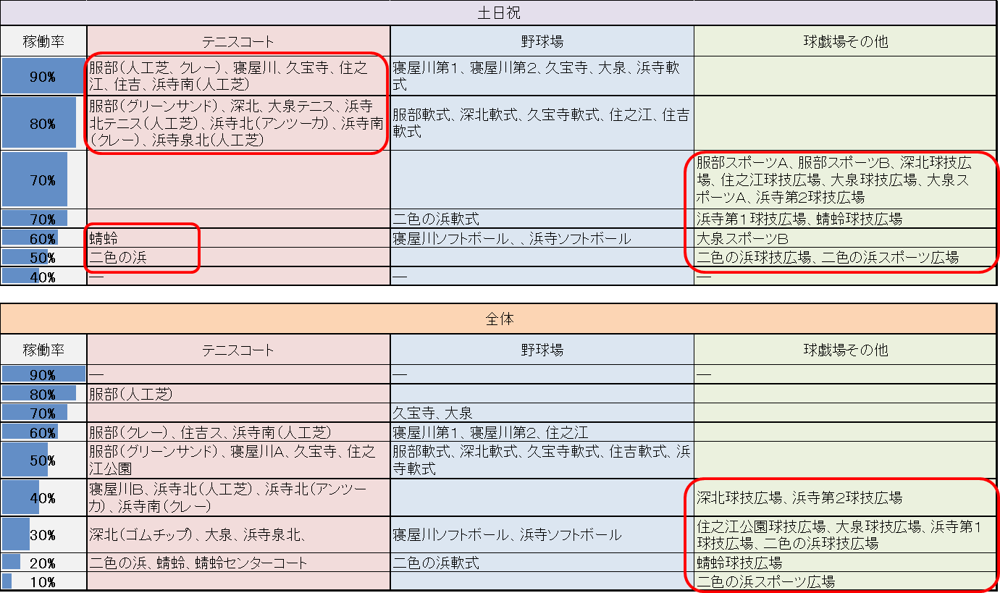 土日祝
稼働率 テニスコート 野球場 球戯場その他
90% 服部（人工芝、クレー）、寝屋川、久宝寺、住之 寝屋川第１、寝屋川第２、久宝寺、大泉、浜寺軟
江、住吉、浜寺南（人工芝） 式
80% 服部（グリーンサンド）、深北、大泉テニス、浜寺 服部軟式、深北軟式、久宝寺軟式、住之江、住吉
北テニス（人工芝）、浜寺北（アンツーカ）、浜寺南 軟式
（クレー）、浜寺泉北（人工芝）
70% 服部スポーツＡ、服部スポーツＢ、深北球技広
場、住之江球技広場、大泉球技広場、大泉ス
ポーツＡ、浜寺第２球技広場
70% 二色の浜軟式 浜寺第１球技広場、蜻蛉球技広場
60% 蜻蛉 寝屋川ソフトボール、、浜寺ソフトボール 大泉スポーツＢ
50% 二色の浜 二色の浜球技広場、二色の浜スポーツ広場
40% ― ― ―
全体
稼働率 テニスコート 野球場 球戯場その他
90% ― ― ―
80% 服部（人工芝）
70% 久宝寺、大泉
60% 服部（クレー）、住吉ス、浜寺南（人工芝） 寝屋川第１、寝屋川第２、住之江
50% 服部（グリーンサンド）、寝屋川Ａ、久宝寺、住之 服部軟式、深北軟式、久宝寺軟式、住吉軟式、浜
江公園 寺軟式
40% 寝屋川Ｂ、浜寺北（人工芝）、浜寺北（アンツー 深北球技広場、浜寺第２球技広場
カ）、浜寺南（クレー）
30% 深北（ゴムチップ）、大泉、浜寺泉北、 寝屋川ソフトボール、浜寺ソフトボール 住之江公園球技広場、大泉球技広場、浜寺第１
球技広場、二色の浜球技広場
20% 二色の浜、蜻蛉、蜻蛉センターコート 二色の浜軟式 蜻蛉球技広場
10% 二色の浜スポーツ広場